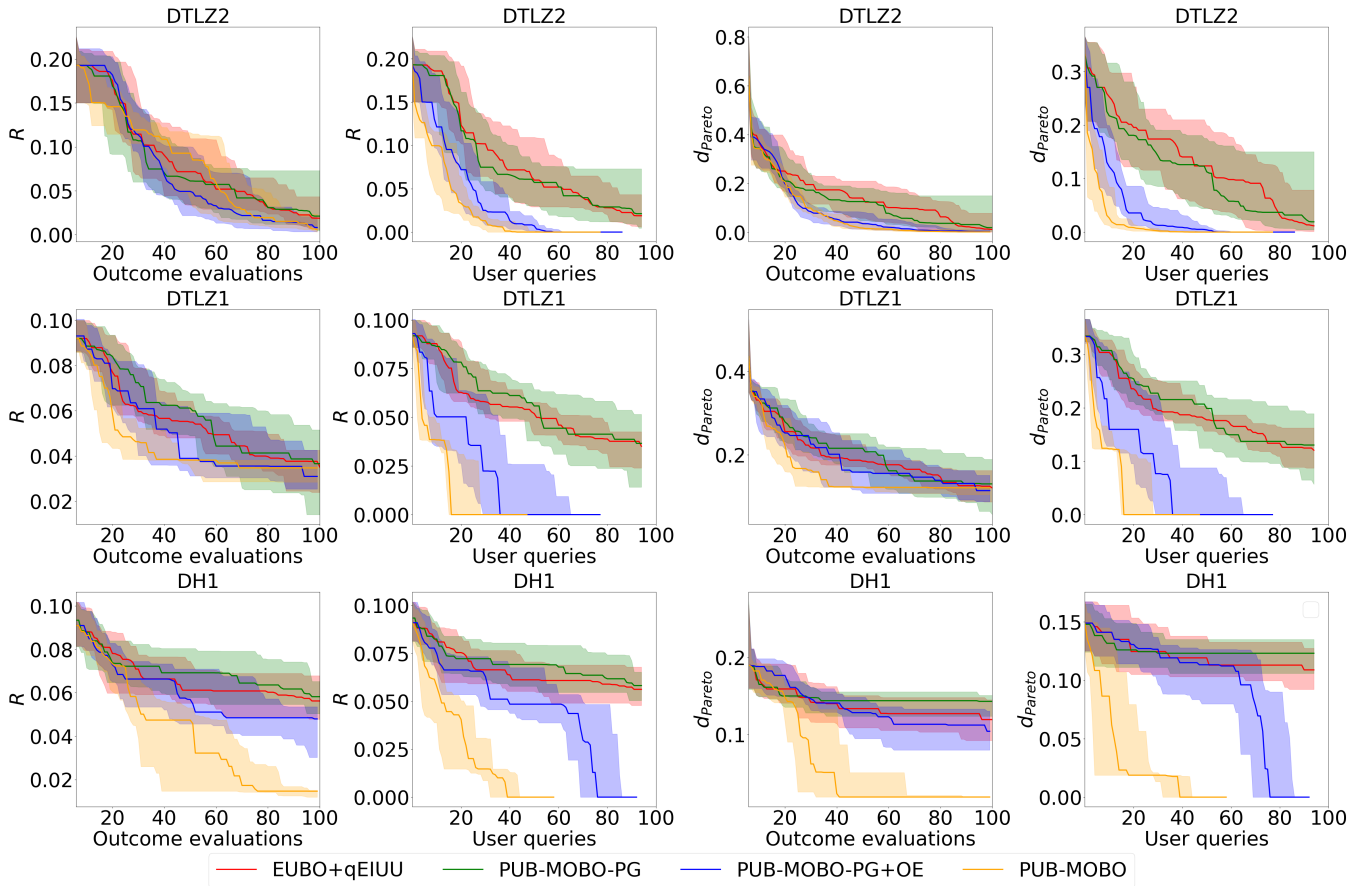 DTLZ2 DTLZ2 DTLZ2 DTLZ2
R
0.20
0.15
0.10
0.05
0.00
20 40 60 80 100
Outcome evaluations
R
0.20
0.15
0.10
0.05
0.00
20 40 60 80 100
User queries
d_Pareto
0.8
0.6
0.4
0.2
0.0
20 40 60 80 100
Outcome evaluations
d_Pareto
0.3
0.2
0.1
0.0
20 40 60 80 100
User queries
DTLZ1 DTLZ1 DTLZ1 DTLZ1
R
0.10
0.08
0.06
0.04
0.02
20 40 60 80 100
Outcome evaluations
R
0.100
0.075
0.050
0.025
0.000
20 40 60 80 100
User queries
d_Pareto
0.4
0.2
20 40 60 80 100
Outcome evaluations
d_Pareto
0.3
0.2
0.1
0.0
20 40 60 80 100
User queries
DH1 DH1 DH1 DH1
R
0.10
0.08
0.06
0.04
0.02
20 40 60 80 100
Outcome evaluations
R
0.100
0.075
0.050
0.025
0.000
20 40 60 80 100
User queries
d_Pareto
0.2
0.1
20 40 60 80 100
Outcome evaluations
d_Pareto
0.15
0.10
0.05
0.00
20 40 60 80 100
User queries
EUBO+qEIUU PUB-MOBO-PG PUB-MOBO-PG+OE PUB-MOBO